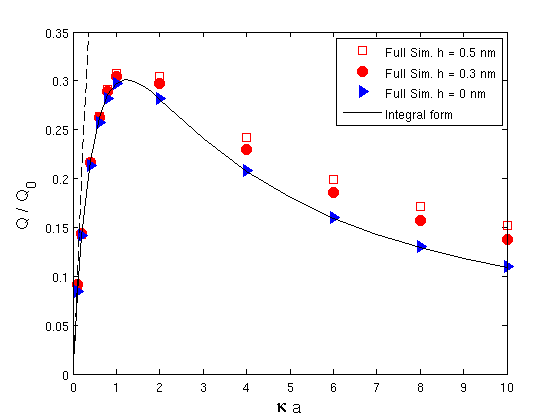 0.35
0.3
0.25
0.2
0.15
0.1
0.05
0
Q / Q0
Full Sim. h = 0.5 nm
Full Sim. h = 0.3 nm
Full Sim. h = 0 nm
Integral form
0 1 2 3 4 5 6 7 8 9 10
κ a